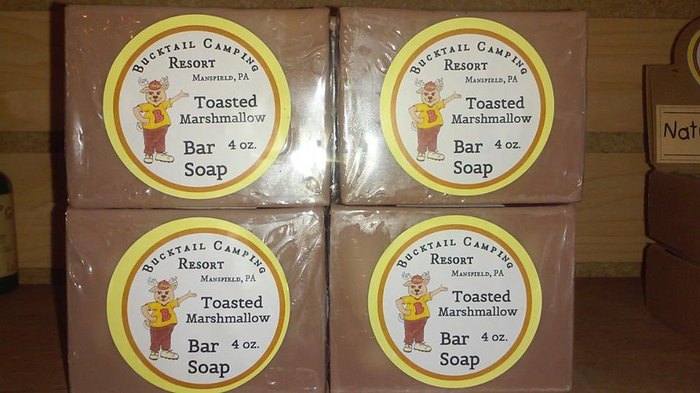 Bucktail Camping
Resort
Mansfield, PA
Toasted
Marshmallow
B
Bar 4 oz.
Soap
Bucktail Camping
Resort
Mansfield, PA
Toasted
Marshmallow
B
Bar 4 oz.
Soap
Nat
Bucktail Camping
Resort
Mansfield, PA
Toasted
Marshmallow
B
Bar 4 oz.
Soap
Bucktail Camping
Resort
Mansfield, PA
Toasted
Marshmallow
B
Bar 4 oz.
Soap